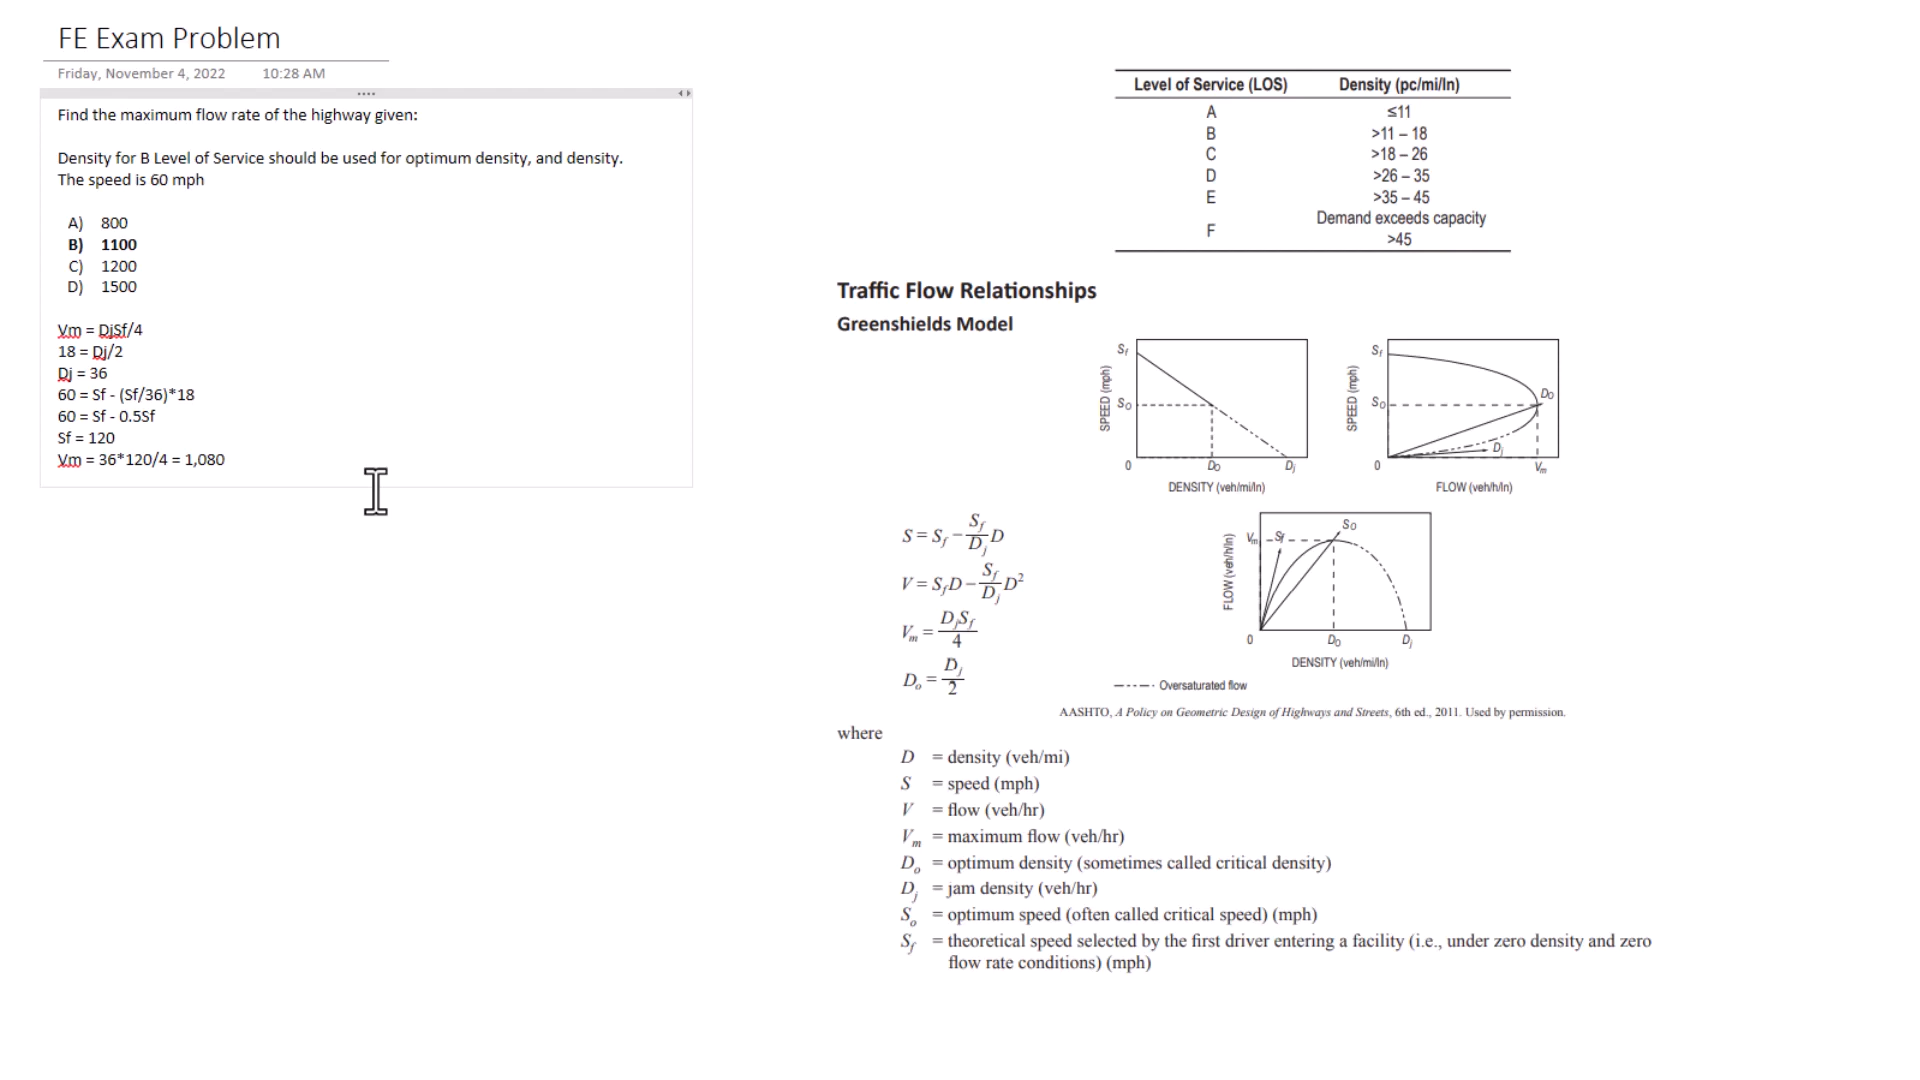 FE Exam Problem
Friday, November 4, 2022 10:28 AM
Find the maximum flow rate of the highway given:
Density for B Level of Service should be used for optimum density, and density.
The speed is 60 mph
A) 800
B) 1100
C) 1200
D) 1500
Vm = DjSf/4
18 = Dj/2
Dj = 36
60 = Sf - (Sf/36)*18
60 = Sf - 0.5Sf
Sf = 120
Vm = 36*120/4 = 1,080
Level of Service (LOS) Density (pc/mi/ln)
A ≤11
B >11 – 18
C >18 – 26
D >26 – 35
E >35 – 45
F Demand exceeds capacity
>45
Traffic Flow Relationships
Greenshields Model
SPEED (mph)
Sf
So
0 Do Dj
DENSITY (veh/mi/ln)
SPEED (mph)
Sf
So
Do
Dj
0 Vm
FLOW (veh/h/ln)
S = Sf − Sf/Dj D
V = SfD − Sf/Dj D²
Vm = DjSf/4
Do = Dj/2
FLOW (veh/h/ln)
Vm Sf So
0 Do Dj
DENSITY (veh/mi/ln)
Oversaturated flow
AASHTO, A Policy on Geometric Design of Highways and Streets, 6th ed., 2011. Used by permission.
where
D = density (veh/mi)
S = speed (mph)
V = flow (veh/hr)
Vm = maximum flow (veh/hr)
Do = optimum density (sometimes called critical density)
Dj = jam density (veh/hr)
So = optimum speed (often called critical speed) (mph)
Sf = theoretical speed selected by the first driver entering a facility (i.e., under zero density and zero
flow rate conditions) (mph)